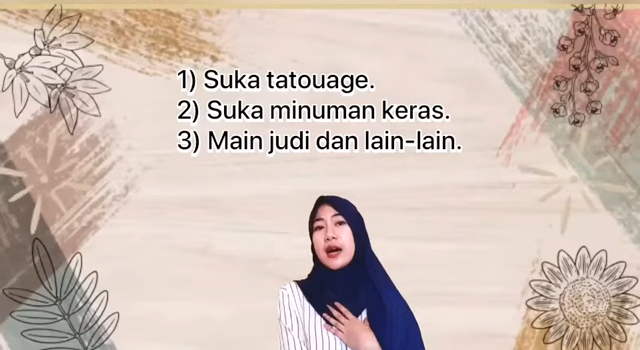 1) Suka tatouage.
2) Suka minuman keras.
3) Main judi dan lain-lain.